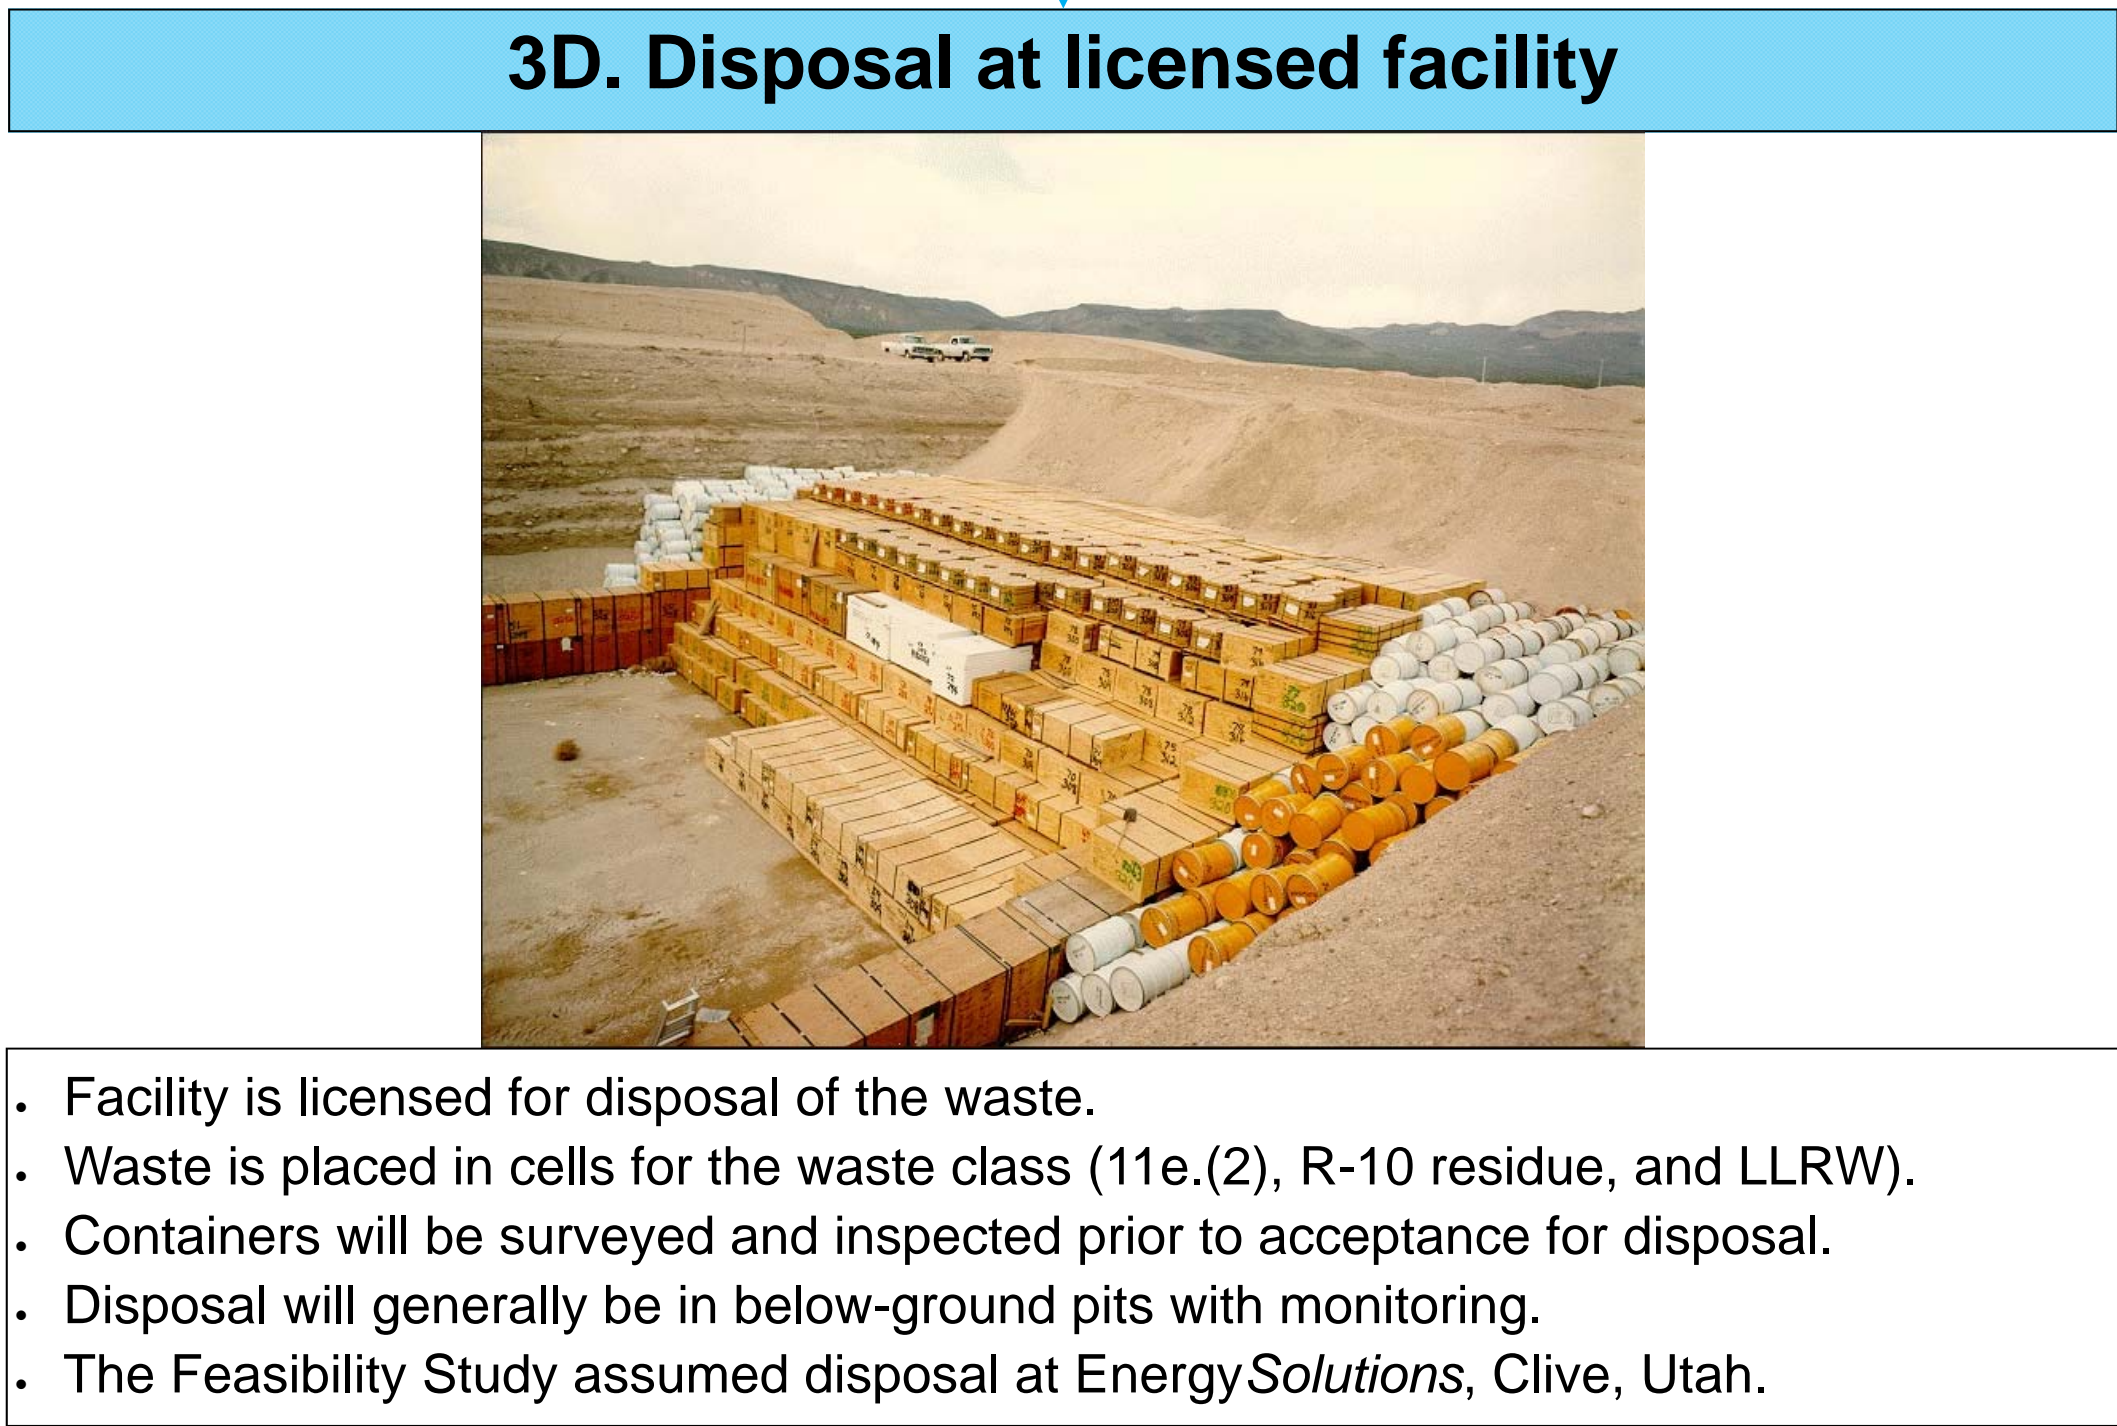 3D. Disposal at licensed facility
• Facility is licensed for disposal of the waste.
• Waste is placed in cells for the waste class (11e.(2), R-10 residue, and LLRW).
• Containers will be surveyed and inspected prior to acceptance for disposal.
• Disposal will generally be in below-ground pits with monitoring.
• The Feasibility Study assumed disposal at EnergySolutions, Clive, Utah.